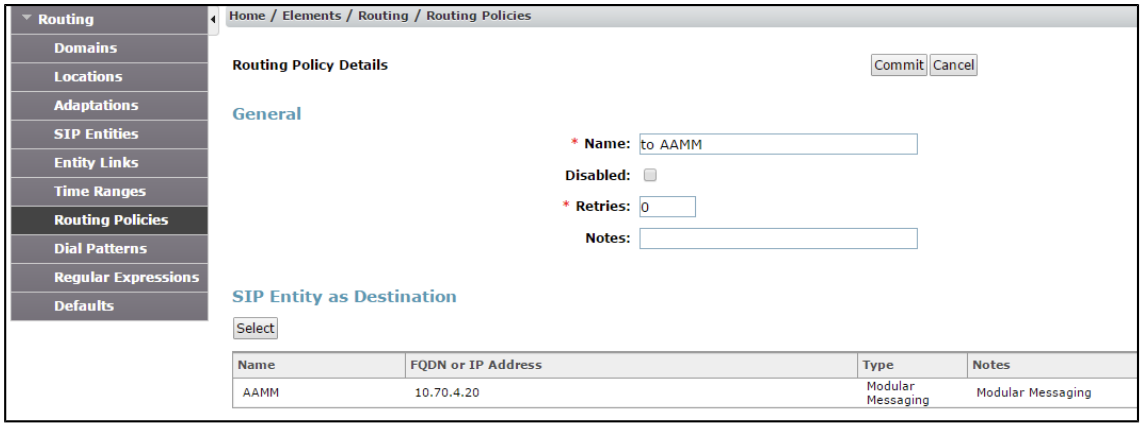 Routing
Domains
Locations
Adaptations
SIP Entities
Entity Links
Time Ranges
Routing Policies
Dial Patterns
Regular Expressions
Defaults
Home / Elements / Routing / Routing Policies
Routing Policy Details
Commit Cancel
General
* Name: to AAMM
Disabled:
* Retries: 0
Notes:
SIP Entity as Destination
Select
Name FQDN or IP Address Type Notes
AAMM 10.70.4.20 Modular Messaging Modular Messaging